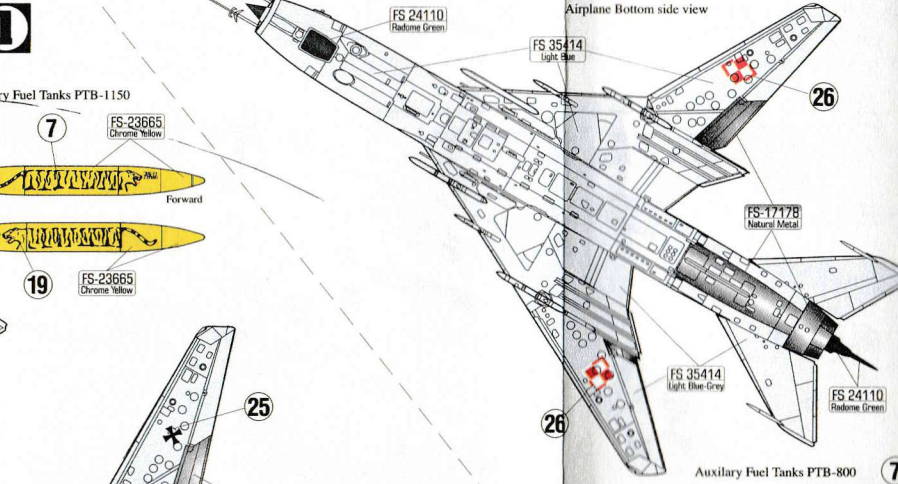 1
Airplane Bottom side view
FS 24110
Radome Green
FS 35414
Light Blue
26
ry Fuel Tanks PTB-1150
7
FS-23665
Chrome Yellow
Forward
FS-17178
Natural Metal
19
FS-23665
Chrome Yellow
FS 35414
Light Blue-Grey
FS 24110
Radome Green
25
26
Auxilary Fuel Tanks PTB-800
7